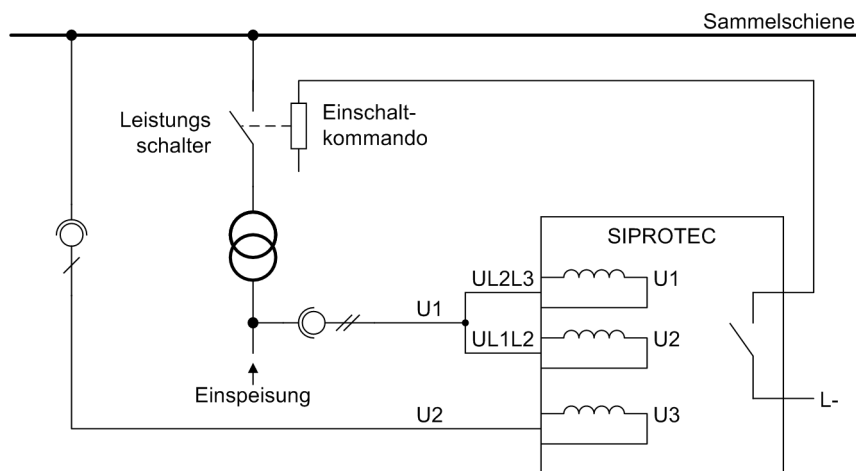 Sammelschiene
Leistungs
schalter
Einschalt-
kommando
SIPROTEC
UL2L3
U1
U1
UL1L2
U2
Einspeisung
U2
U3
L-